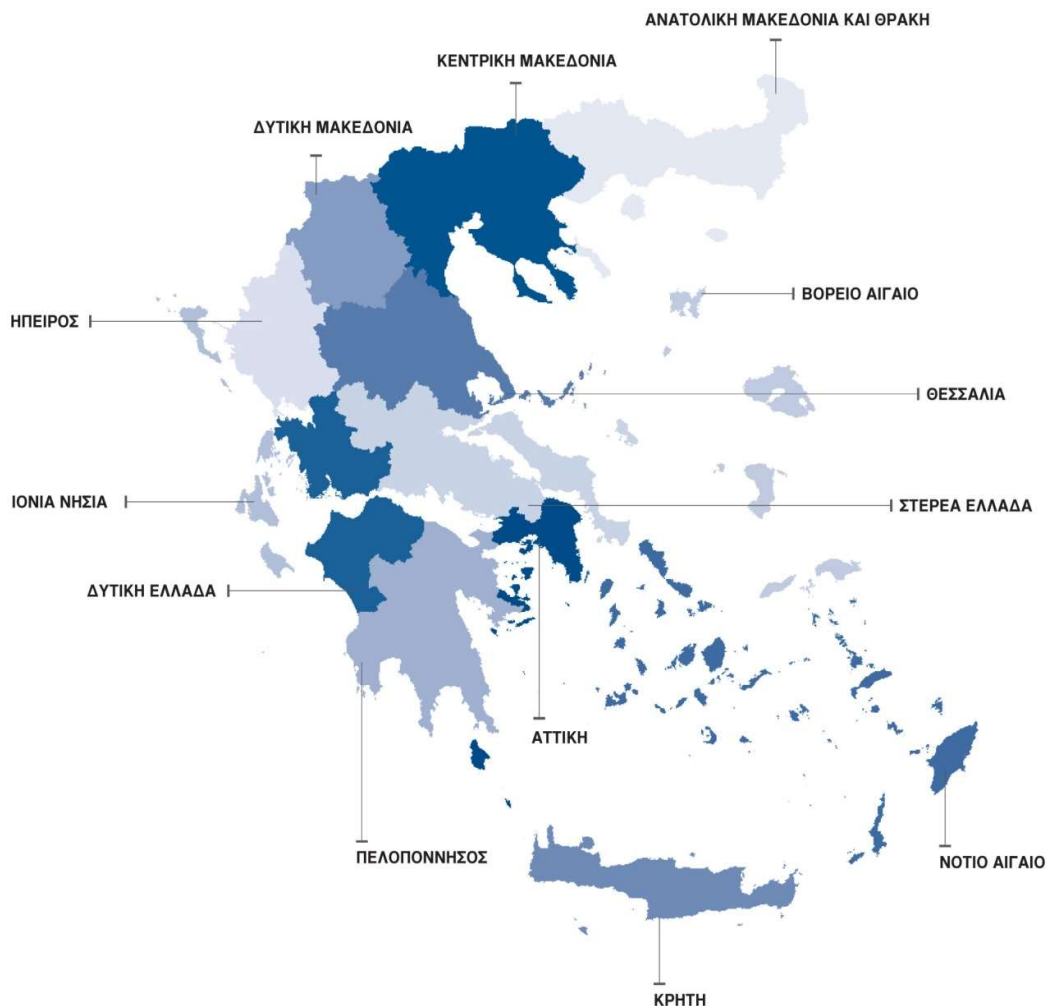 ΑΝΑΤΟΛΙΚΗ ΜΑΚΕΔΟΝΙΑ ΚΑΙ ΘΡΑΚΗ
ΚΕΝΤΡΙΚΗ ΜΑΚΕΔΟΝΙΑ
ΔΥΤΙΚΗ ΜΑΚΕΔΟΝΙΑ
ΒΟΡΕΙΟ ΑΙΓΑΙΟ
ΗΠΕΙΡΟΣ
ΘΕΣΣΑΛΙΑ
ΙΟΝΙΑ ΝΗΣΙΑ
ΣΤΕΡΕΑ ΕΛΛΑΔΑ
ΔΥΤΙΚΗ ΕΛΛΑΔΑ
ΑΤΤΙΚΗ
ΠΕΛΟΠΟΝΝΗΣΟΣ
ΝΟΤΙΟ ΑΙΓΑΙΟ
ΚΡΗΤΗ